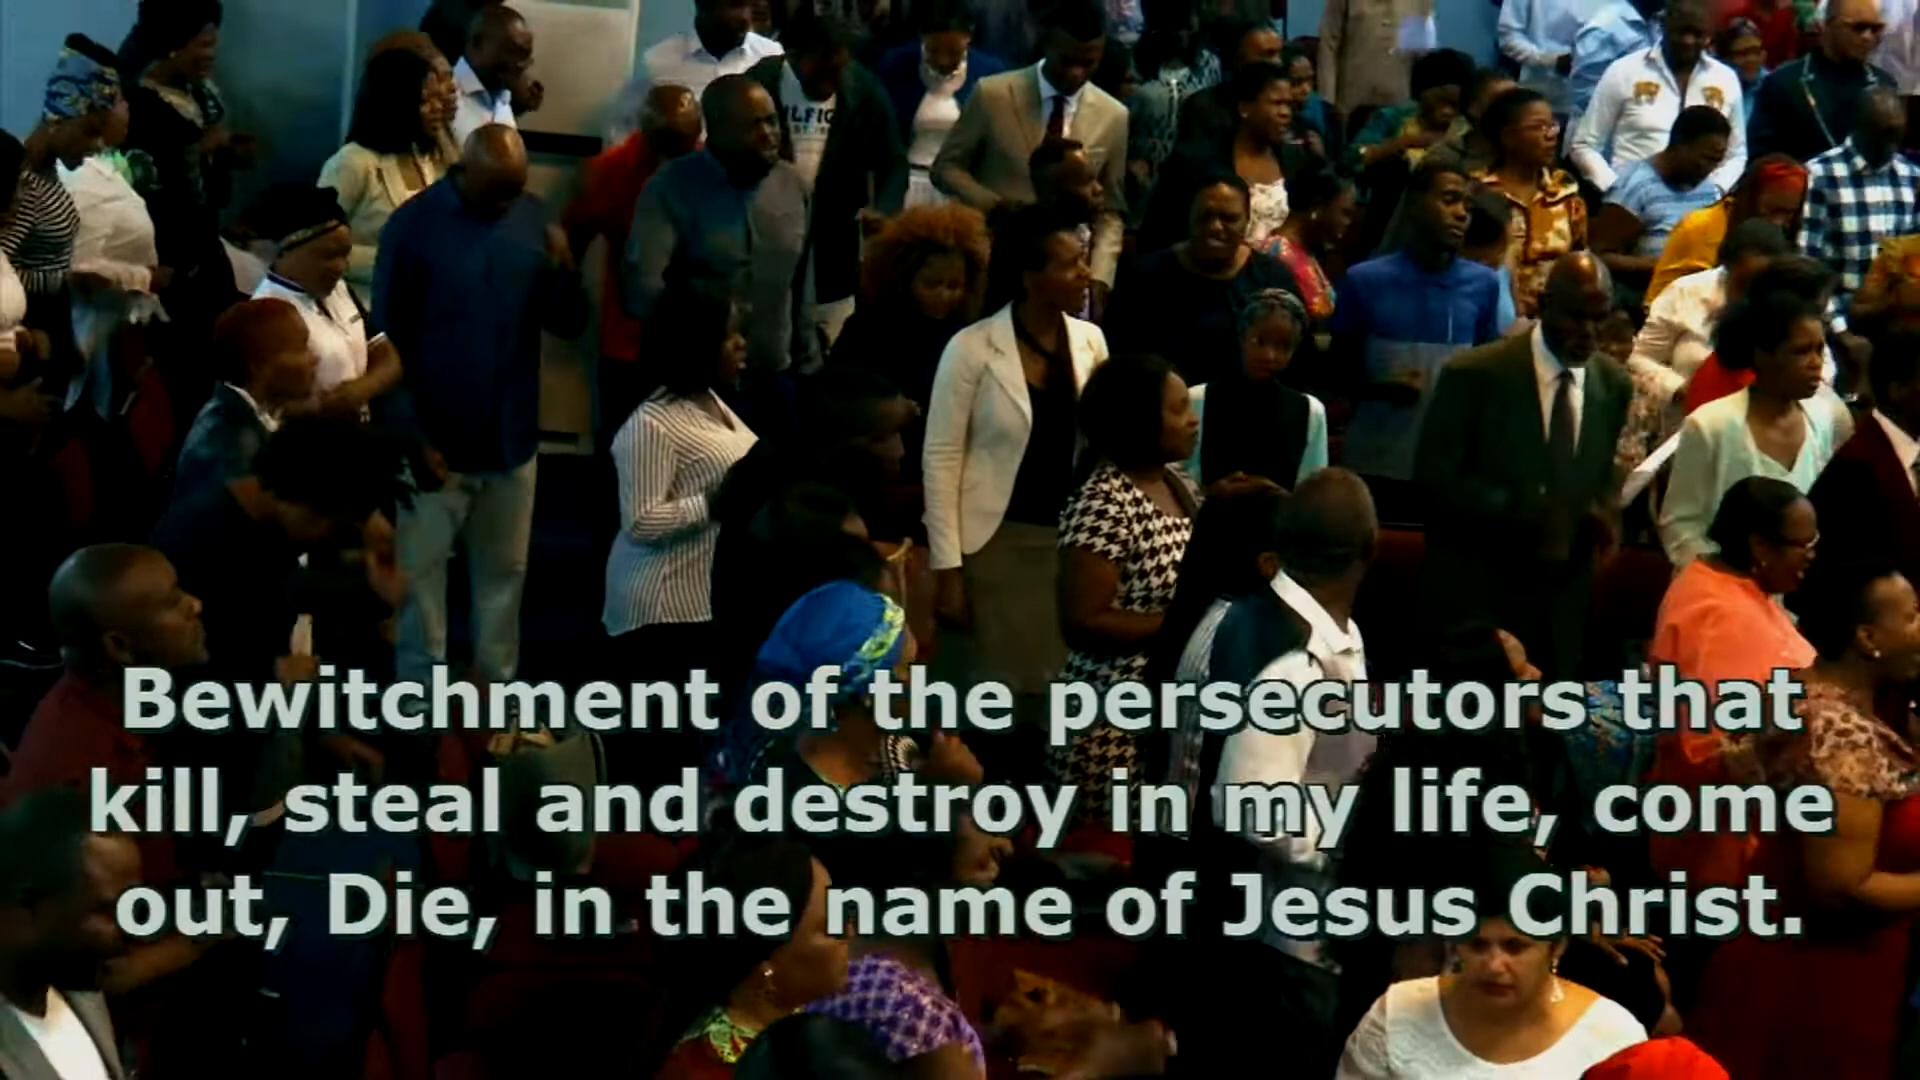 Bewitchment of the persecutors that
kill, steal and destroy in my life, come
out, Die, in the name of Jesus Christ.